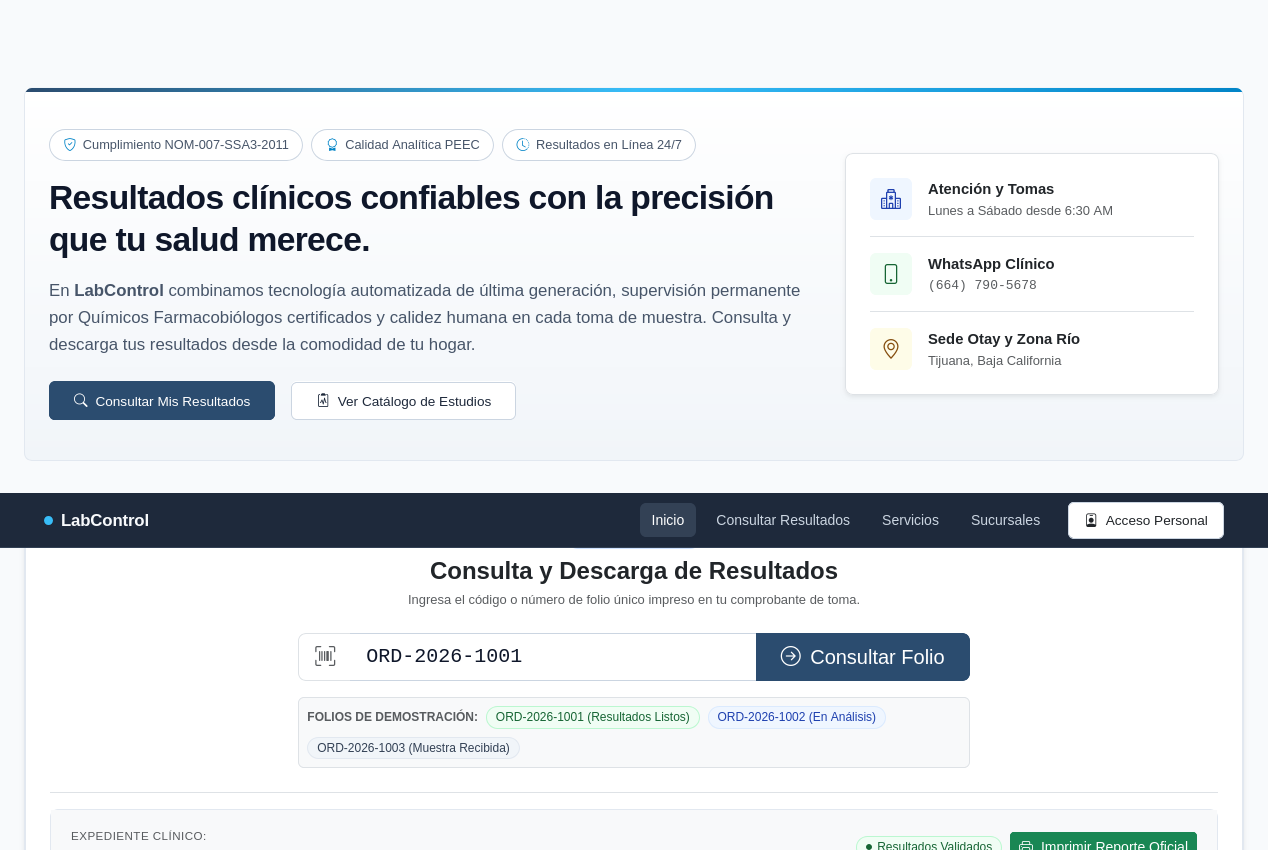 Cumplimiento NOM-007-SSA3-2011
Calidad Analítica PEEC
Resultados en Línea 24/7
Resultados clínicos confiables con la precisión
que tu salud merece.
En LabControl combinamos tecnología automatizada de última generación, supervisión permanente
por Químicos Farmacobiólogos certificados y calidez humana en cada toma de muestra. Consulta y
descarga tus resultados desde la comodidad de tu hogar.
Consultar Mis Resultados
Ver Catálogo de Estudios
Atención y Tomas
Lunes a Sábado desde 6:30 AM
WhatsApp Clínico
(664) 790-5678
Sede Otay y Zona Río
Tijuana, Baja California
LabControl
Inicio
Consultar Resultados
Servicios
Sucursales
Acceso Personal
Consulta y Descarga de Resultados
Ingresa el código o número de folio único impreso en tu comprobante de toma.
ORD-2026-1001
Consultar Folio
FOLIOS DE DEMOSTRACIÓN:
ORD-2026-1001 (Resultados Listos)
ORD-2026-1002 (En Análisis)
ORD-2026-1003 (Muestra Recibida)
EXPEDIENTE CLÍNICO:
Resultados Validados
Imprimir Reporte Oficial